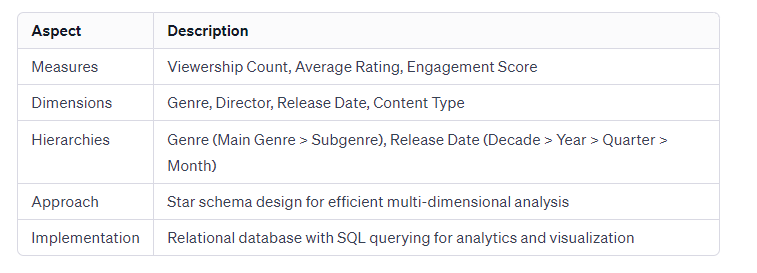 Aspect Description
Measures Viewership Count, Average Rating, Engagement Score
Dimensions Genre, Director, Release Date, Content Type
Hierarchies Genre (Main Genre > Subgenre), Release Date (Decade > Year > Quarter >
Month)
Approach Star schema design for efficient multi-dimensional analysis
Implementation Relational database with SQL querying for analytics and visualization